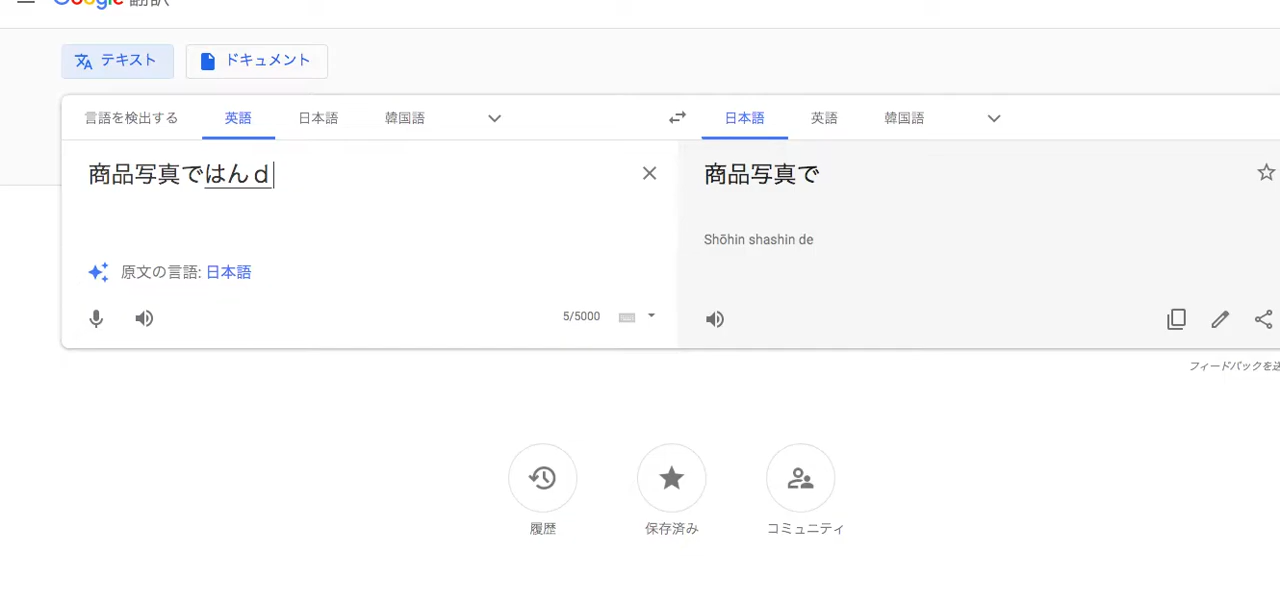 Google 翻訳
テキスト
ドキュメント
言語を検出する 英語 日本語 韓国語
日本語 英語 韓国語
商品写真ではんｄ
商品写真で
Shōhin shashin de
原文の言語: 日本語
5/5000
フィードバックを送
履歴
保存済み
コミュニティ